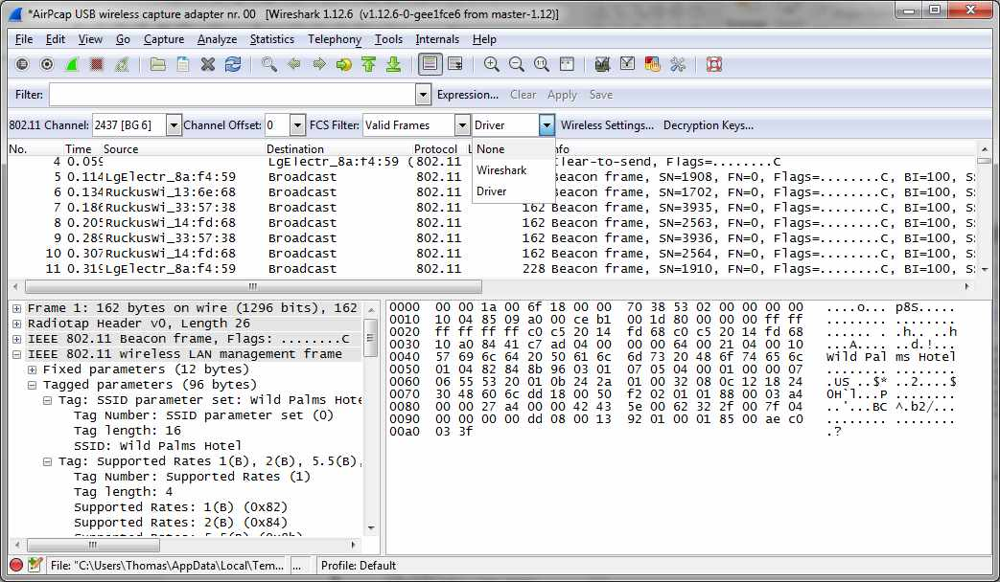 *AirPcap USB wireless capture adapter nr. 00 [Wireshark 1.12.6 (v1.12.6-0-gee1fce6 from master-1.12)]
File Edit View Go Capture Analyze Statistics Telephony Tools Internals Help
Filter: Expression... Clear Apply Save
802.11 Channel: 2437 [BG 6] Channel Offset: 0 FCS Filter: Valid Frames Driver Wireless Settings... Decryption Keys...
None
Wireshark
Driver
No. Time Source Destination Protocol L nfo
4 0.059 LgElectr_8a:f4:59 (802.11 Clear-to-send, Flags=........C
5 0.114 LgElectr_8a:f4:59 Broadcast 802.11 Beacon frame, SN=1908, FN=0, Flags=........C, BI=100, S
6 0.134 RuckusWi_13:6e:68 Broadcast 802.11 Beacon frame, SN=1702, FN=0, Flags=........C, BI=100, S
7 0.186 RuckusWi_33:57:38 Broadcast 802.11 162 Beacon frame, SN=3935, FN=0, Flags=........C, BI=100, S
8 0.205 RuckusWi_14:fd:68 Broadcast 802.11 162 Beacon frame, SN=2563, FN=0, Flags=........C, BI=100, S
9 0.289 RuckusWi_33:57:38 Broadcast 802.11 162 Beacon frame, SN=3936, FN=0, Flags=........C, BI=100, S
10 0.307 RuckusWi_14:fd:68 Broadcast 802.11 162 Beacon frame, SN=2564, FN=0, Flags=........C, BI=100, S
11 0.319 LgElectr_8a:f4:59 Broadcast 802.11 228 Beacon frame, SN=1910, FN=0, Flags=........C, BI=100, S
Frame 1: 162 bytes on wire (1296 bits), 162
Radiotap Header v0, Length 26
IEEE 802.11 Beacon frame, Flags: ........C
IEEE 802.11 wireless LAN management frame
Fixed parameters (12 bytes)
Tagged parameters (96 bytes)
Tag: SSID parameter set: Wild Palms Hote
Tag Number: SSID parameter set (0)
Tag length: 16
SSID: Wild Palms Hotel
Tag: Supported Rates 1(B), 2(B), 5.5(B),
Tag Number: Supported Rates (1)
Tag length: 4
Supported Rates: 1(B) (0x82)
Supported Rates: 2(B) (0x84)
0000 00 00 1a 00 6f 18 00 00 70 38 53 02 00 00 00 00 ....o... p8S.....
0010 10 04 85 09 a0 00 ce b1 00 1d 80 00 00 00 ff ff ........ ........
0020 ff ff ff ff c0 c5 20 14 fd 68 c0 c5 20 14 fd 68 ...... . .h.. ..h
0030 10 a0 84 41 c7 ad 04 00 00 00 64 00 21 04 00 10 ...A.... ..d.!...
0040 57 69 6c 64 20 50 61 6c 6d 73 20 48 6f 74 65 6c Wild Pal ms Hotel
0050 01 04 82 84 8b 96 03 01 07 05 04 00 01 00 00 07 ........ ........
0060 06 55 53 20 01 0b 24 2a 01 00 32 08 0c 12 18 24 .US ..$* ..2....$
0070 30 48 60 6c dd 18 00 50 f2 02 01 01 88 00 03 a4 0H`l...P ........
0080 00 00 27 a4 00 00 42 43 5e 00 62 32 2f 00 7f 04 ..'...BC ^.b2/...
0090 00 00 00 00 dd 08 00 13 92 01 00 01 85 00 ae c0 ........ ........
00a0 03 3f .?
File: "C:\Users\Thomas\AppData\Local\Tem... ... Profile: Default